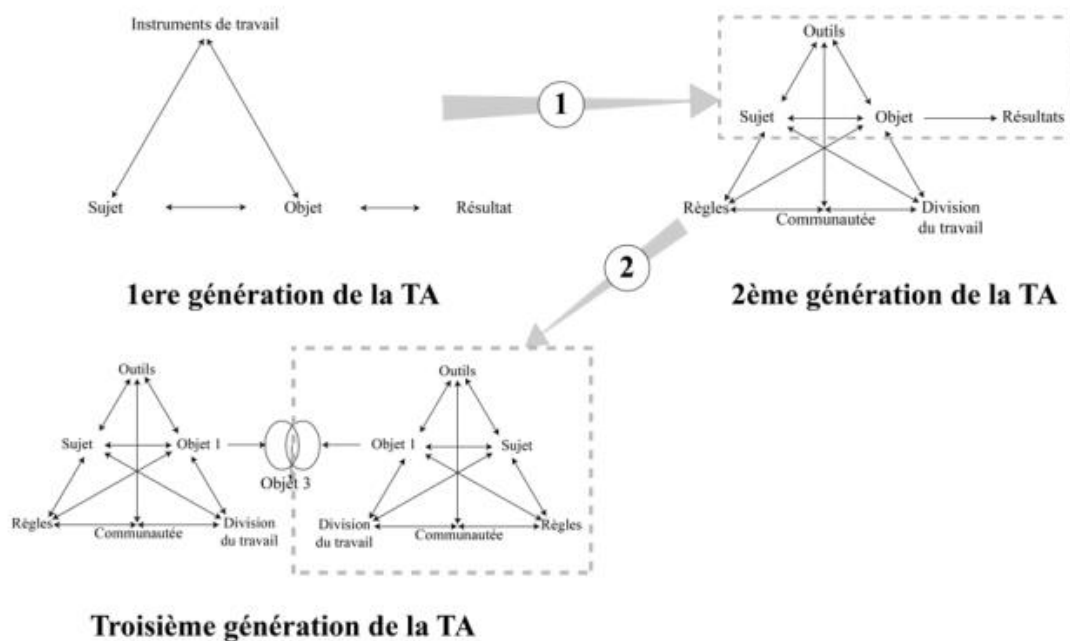 Instruments de travail
Sujet
Objet
Résultat
1ere génération de la TA
1
Outils
Sujet
Objet
Résultats
Règles
Communautée
Division
du travail
2ème génération de la TA
2
Outils
Sujet
Objet 1
Règles
Communautée
Division
du travail
Objet 3
Outils
Objet 1
Sujet
Division
du travail
Communautée
Règles
Troisième génération de la TA